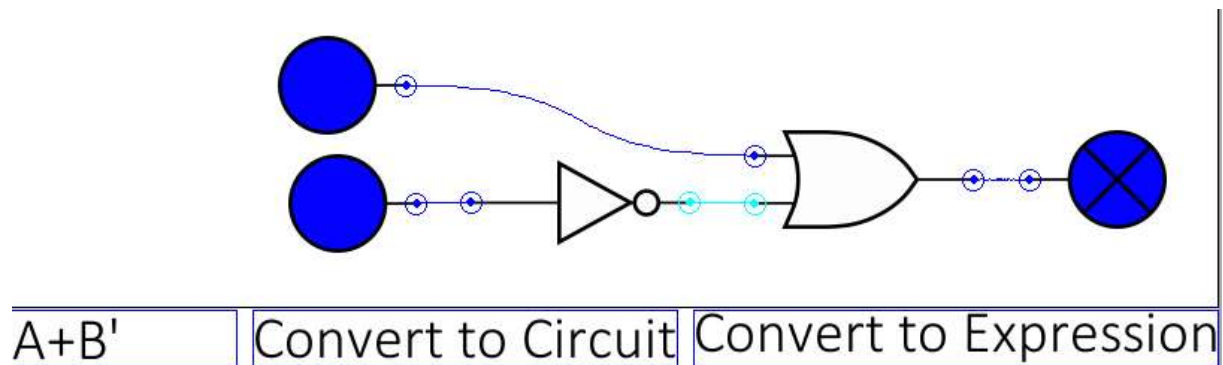 A+B'
Convert to Circuit
Convert to Expression